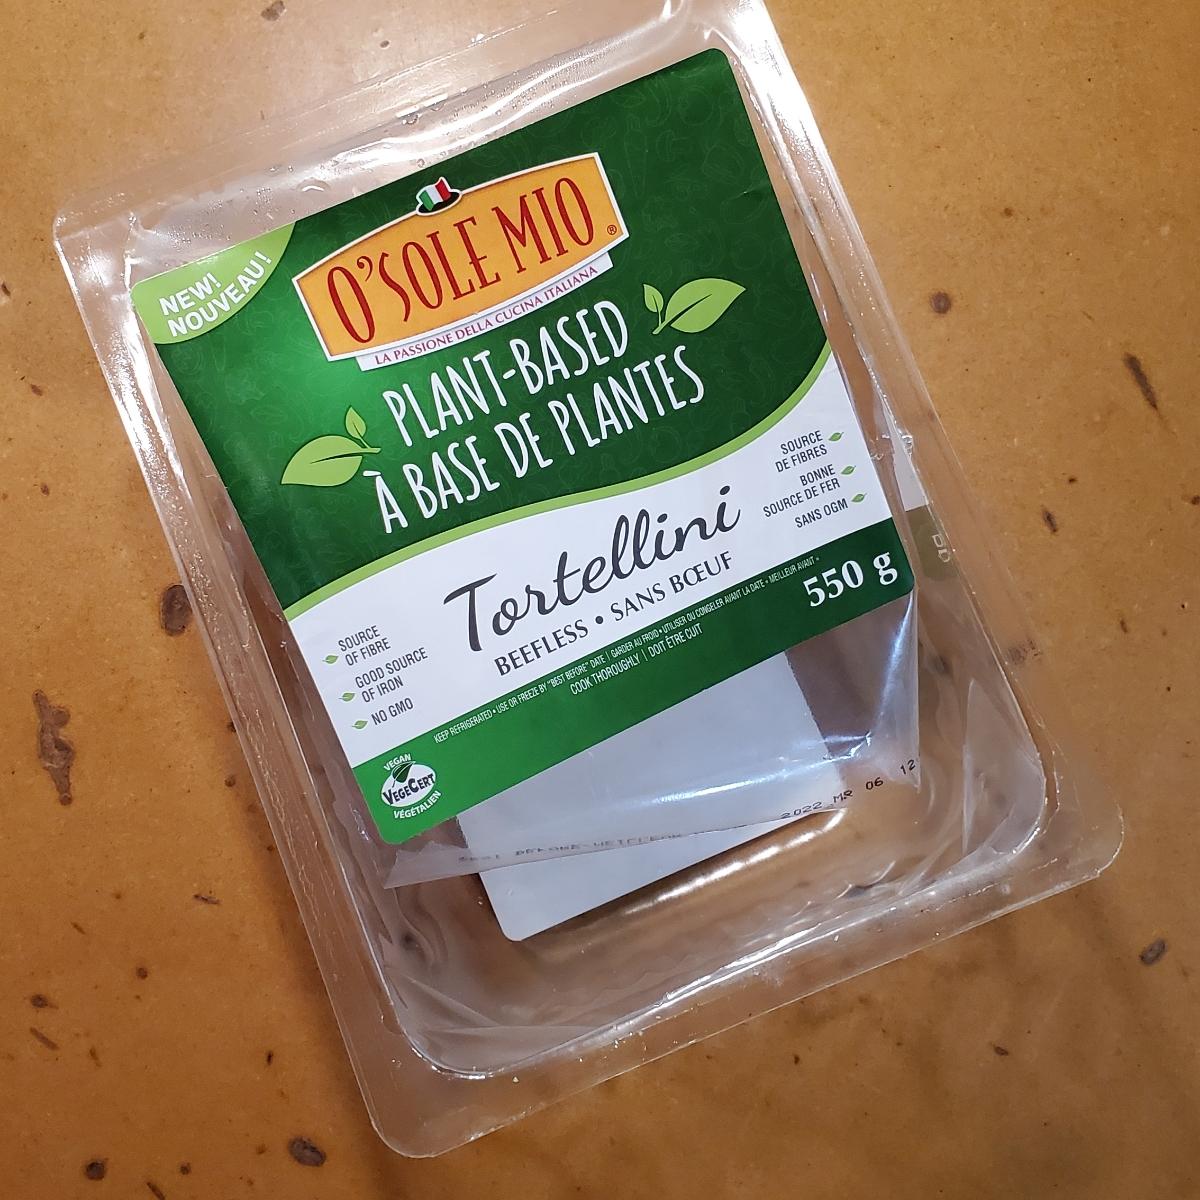 NEW!
NOUVEAU!
O'SOLE MIO®
LA PASSIONE DELLA CUCINA ITALIANA
PLANT-BASED
À BASE DE PLANTES
SOURCE
DE FIBRES
BONNE
SOURCE DE FER
SANS OGM
Tortellini
BEEFLESS • SANS BŒUF
SOURCE
OF FIBRE
GOOD SOURCE
OF IRON
NO GMO
550 g
KEEP REFRIGERATED • USE OR FREEZE BY "BEST BEFORE" DATE | GARDER AU FROID • UTILISER OU CONGELER AVANT LA DATE « MEILLEUR AVANT »
COOK THOROUGHLY | DOIT ÊTRE CUIT
VEGAN
VEGECERT
VÉGÉTALIEN
2022 MR 06 12